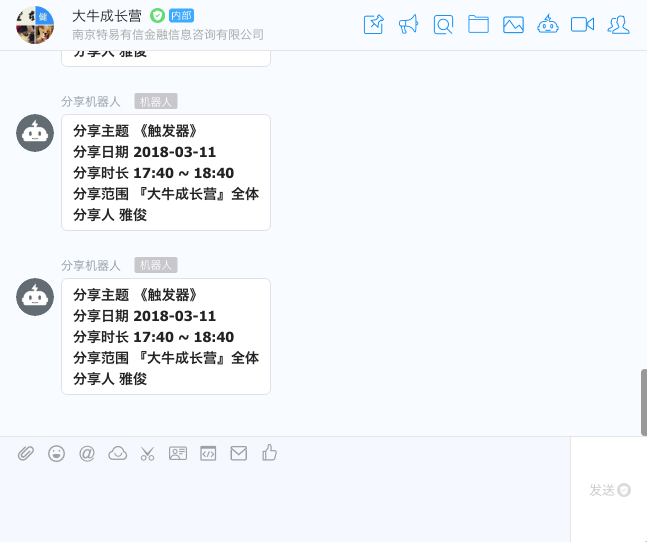 大牛成长营 内部
南京特易有信金融信息咨询有限公司
分享人 雅俊
分享机器人 机器人
分享主题 《触发器》
分享日期 2018-03-11
分享时长 17:40 ~ 18:40
分享范围 『大牛成长营』全体
分享人 雅俊
分享机器人 机器人
分享主题 《触发器》
分享日期 2018-03-11
分享时长 17:40 ~ 18:40
分享范围 『大牛成长营』全体
分享人 雅俊
发送